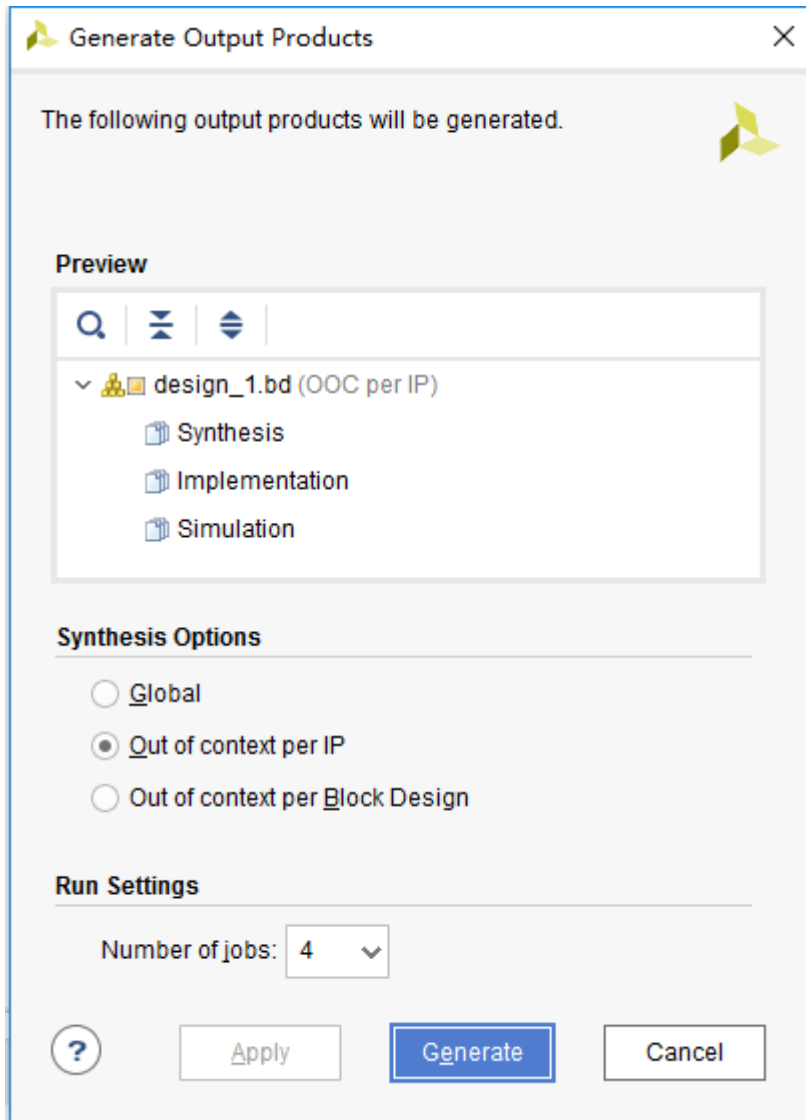 Generate Output Products
The following output products will be generated.
Preview
design_1.bd (OOC per IP)
Synthesis
Implementation
Simulation
Synthesis Options
Global
Out of context per IP
Out of context per Block Design
Run Settings
Number of jobs: 4
? Apply Generate Cancel